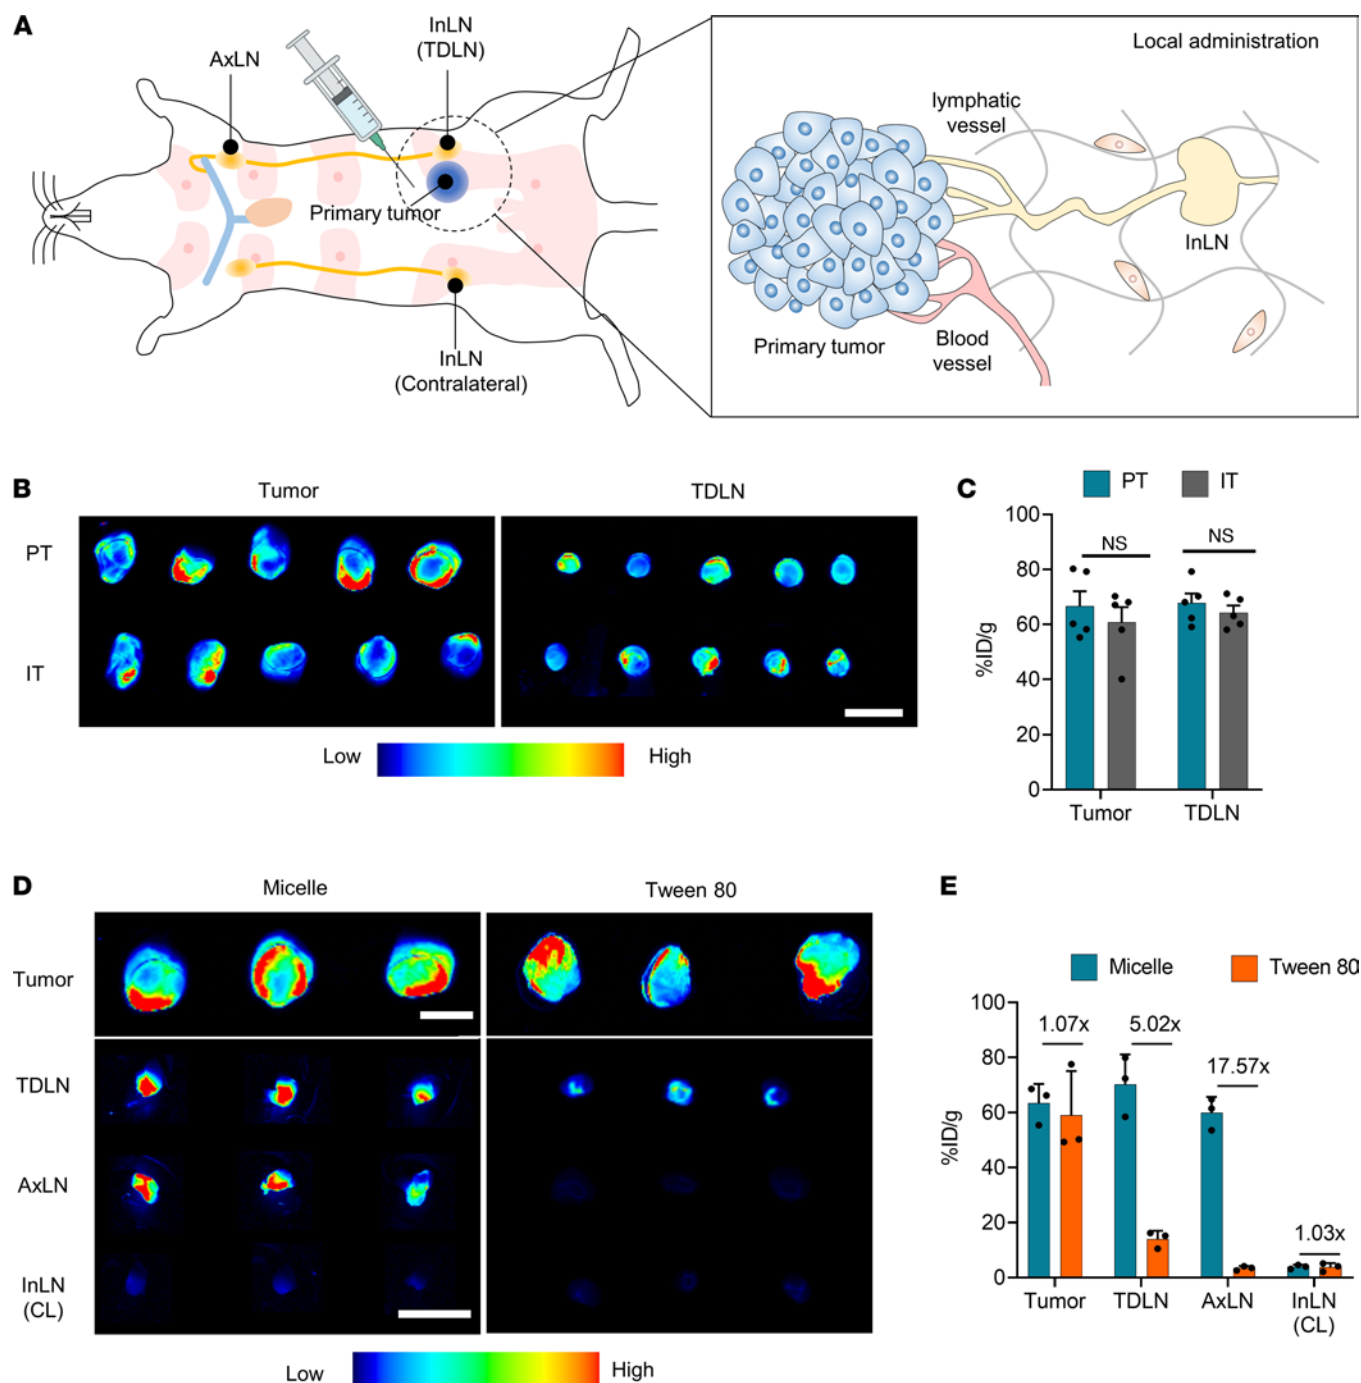 A
InLN
(TDLN)
AxLN
Primary tumor
InLN
(Contralateral)
Local administration
lymphatic
vessel
InLN
Primary tumor
Blood
vessel
B
Tumor
TDLN
PT
IT
Low
High
C
PT
IT
100
80
60
40
20
0
%ID/g
NS
NS
Tumor
TDLN
D
Micelle
Tween 80
Tumor
TDLN
AxLN
InLN
(CL)
Low
High
E
Micelle
Tween 80
100
80
60
40
20
0
%ID/g
1.07x
5.02x
17.57x
1.03x
Tumor
TDLN
AxLN
InLN
(CL)